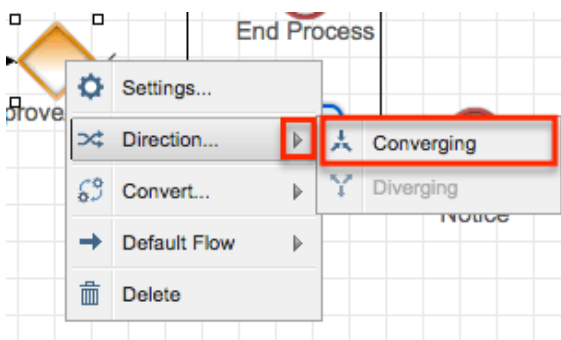 End Process
prove
Settings...
Direction...
Converging
Convert...
Diverging
Notice
Default Flow
Delete